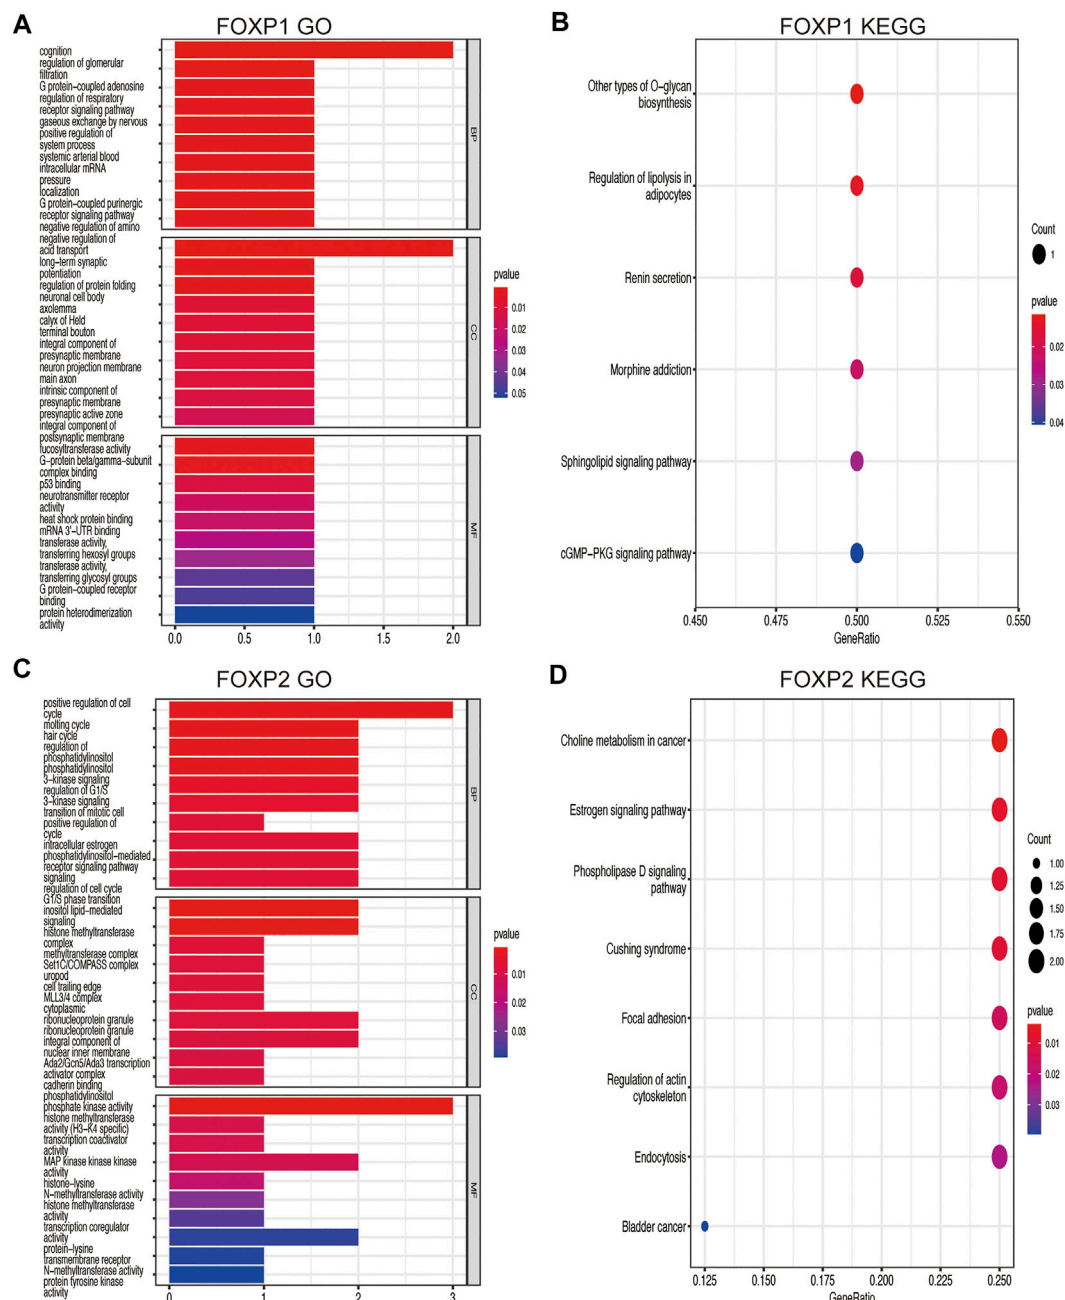 A
FOXP1 GO
cognition
regulation of glomerular
filtration
G protein-coupled adenosine
regulation of respiratory
receptor signaling pathway
gaseous exchange by nervous
positive regulation of
system process
systemic arterial blood
intracellular mRNA
pressure
localization
G protein-coupled purinergic
receptor signaling pathway
negative regulation of amino
negative regulation of
acid transport
long-term synaptic
potentiation
regulation of protein folding
neuronal cell body
axolemma
calyx of Held
terminal bouton
integral component of
presynaptic membrane
neuron projection membrane
main axon
intrinsic component of
presynaptic membrane
presynaptic active zone
integral component of
postsynaptic membrane
fucosyltransferase activity
G-protein beta/gamma-subunit
complex binding
p53 binding
neurotransmitter receptor
activity
heat shock protein binding
mRNA 3'-UTR binding
transferase activity,
transferring hexosyl groups
transferase activity,
transferring glycosyl groups
G protein-coupled receptor
binding
protein heterodimerization
activity
BP
CC
MF
0.0 0.5 1.0 1.5 2.0
pvalue
0.01
0.02
0.03
0.04
0.05
B
FOXP1 KEGG
Other types of O-glycan
biosynthesis
Regulation of lipolysis in
adipocytes
Renin secretion
Morphine addiction
Sphingolipid signaling pathway
cGMP-PKG signaling pathway
0.450 0.475 0.500 0.525 0.550
GeneRatio
Count
1
pvalue
0.02
0.03
0.04
C
FOXP2 GO
positive regulation of cell
cycle
molting cycle
hair cycle
regulation of
phosphatidylinositol
phosphatidylinositol
3-kinase signaling
regulation of G1/S
3-kinase signaling
transition of mitotic cell
positive regulation of
cycle
intracellular estrogen
phosphatidylinositol-mediated
receptor signaling pathway
signaling
regulation of cell cycle
G1/S phase transition
inositol lipid-mediated
signaling
histone methyltransferase
complex
methyltransferase complex
Set1C/COMPASS complex
uropod
cell trailing edge
MLL3/4 complex
cytoplasmic
ribonucleoprotein granule
ribonucleoprotein granule
integral component of
nuclear inner membrane
Ada2/Gcn5/Ada3 transcription
activator complex
cadherin binding
phosphatidylinositol
phosphate kinase activity
histone methyltransferase
activity (H3-K4 specific)
transcription coactivator
activity
MAP kinase kinase kinase
activity
histone-lysine
N-methyltransferase activity
histone methyltransferase
activity
transcription coregulator
activity
protein-lysine
transmembrane receptor
N-methyltransferase activity
protein tyrosine kinase
activity
BP
CC
MF
0 1 2 3
pvalue
0.01
0.02
0.03
D
FOXP2 KEGG
Choline metabolism in cancer
Estrogen signaling pathway
Phospholipase D signaling
pathway
Cushing syndrome
Focal adhesion
Regulation of actin
cytoskeleton
Endocytosis
Bladder cancer
0.125 0.150 0.175 0.200 0.225 0.250
GeneRatio
Count
1.00
1.25
1.50
1.75
2.00
pvalue
0.01
0.02
0.03